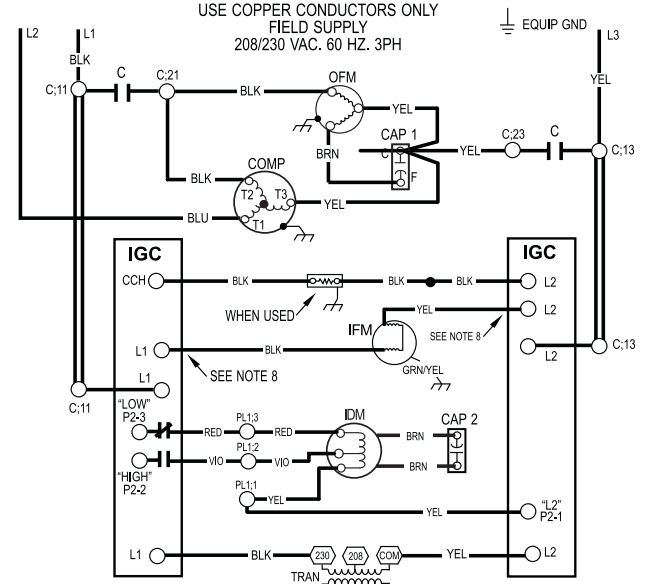 USE COPPER CONDUCTORS ONLY
FIELD SUPPLY
208/230 VAC. 60 HZ. 3PH
EQUIP GND
L2
L1
L3
BLK
C;11
C
C;21
BLK
OFM
YEL
YEL
CAP 1
C
F
BRN
YEL
C;23
C
C;13
COMP
BLK
T2
T3
T1
YEL
BLU
IGC
IGC
CCH
BLK
BLK
BLK
L2
WHEN USED
YEL
L2
IFM
SEE NOTE 8
L1
BLK
L2
C;13
SEE NOTE 8
GRN/YEL
L1
C;11
"LOW"
P2-3
RED
PL1;3
RED
IDM
BRN
CAP 2
"HIGH"
P2-2
VIO
PL1;2
VIO
BRN
PL1;1
YEL
YEL
"L2"
P2-1
L1
BLK
230
208
COM
YEL
L2
TRAN